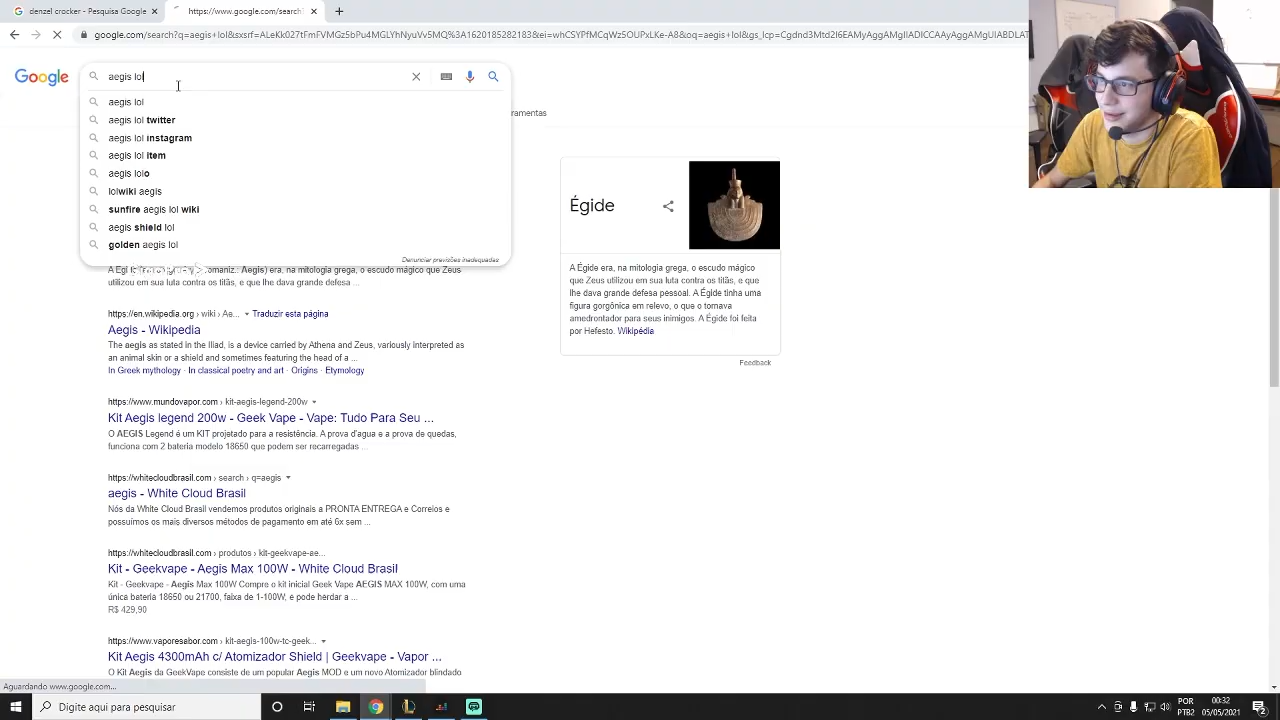 denzel crocker - Pesquisa Google
https://www.google.com/search?
google.com/search?q=aegis+lol&sxsrf=
Google
aegis lol
aegis lol
aegis lol twitter
aegis lol instagram
aegis lol item
aegis lolo
lolwiki aegis
sunfire aegis lol wiki
aegis shield lol
golden aegis lol
Denunciar previsões inadequadas
ramentas
utilizou em sua luta contra os titãs, e que lhe dava grande defesa ...
https://en.wikipedia.org › wiki › Ae... Traduzir esta página
Aegis - Wikipedia
The aegis as stated in the Iliad, is a device carried by Athena and Zeus, variously interpreted as
an animal skin or a shield and sometimes featuring the head of a ...
In Greek mythology · In classical poetry and art · Origins · Etymology
https://www.mundovapor.com › kit-aegis-legend-200w
Kit Aegis legend 200w - Geek Vape - Vape: Tudo Para Seu ...
O AEGIS Legend é um KIT projetado para a resistência. A prova d'agua e a prova de quedas,
funciona com 2 bateria modelo 18650 que podem ser recarregadas ...
https://whitecloudbrasil.com › search › q=aegis
aegis - White Cloud Brasil
Nós da White Cloud Brasil vendemos produtos originais a PRONTA ENTREGA e Correios e
possuímos os mais diversos métodos de pagamento em até 6x sem ...
https://whitecloudbrasil.com › produtos › kit-geekvape-ae...
Kit - Geekvape - Aegis Max 100W - White Cloud Brasil
Kit - Geekvape - Aegis Max 100W Compre o kit inicial Geek Vape AEGIS MAX 100W, com uma
única bateria 18650 ou 21700, faixa de 1-100W, e pode herdar a ...
R$ 429,90
https://www.vaporesabor.com › kit-aegis-100w-tc-geek...
Kit Aegis 4300mAh c/ Atomizador Shield | Geekvape - Vapor ...
O Kit Aegis da GeekVape consiste de um popular Aegis MOD e um novo Atomizador blindado
Égide
A Égide era, na mitologia grega, o escudo mágico
que Zeus utilizou em sua luta contra os titãs, e que
lhe dava grande defesa pessoal. A Égide tinha uma
figura gorgônica em relevo, o que o tornava
amedrontador para seus inimigos. A Égide foi feita
por Hefesto. Wikipédia
Feedback
Aguardando www.google.com...
Digite aqui para pesquisar
POR
PTB2
00:32
05/05/2021
2